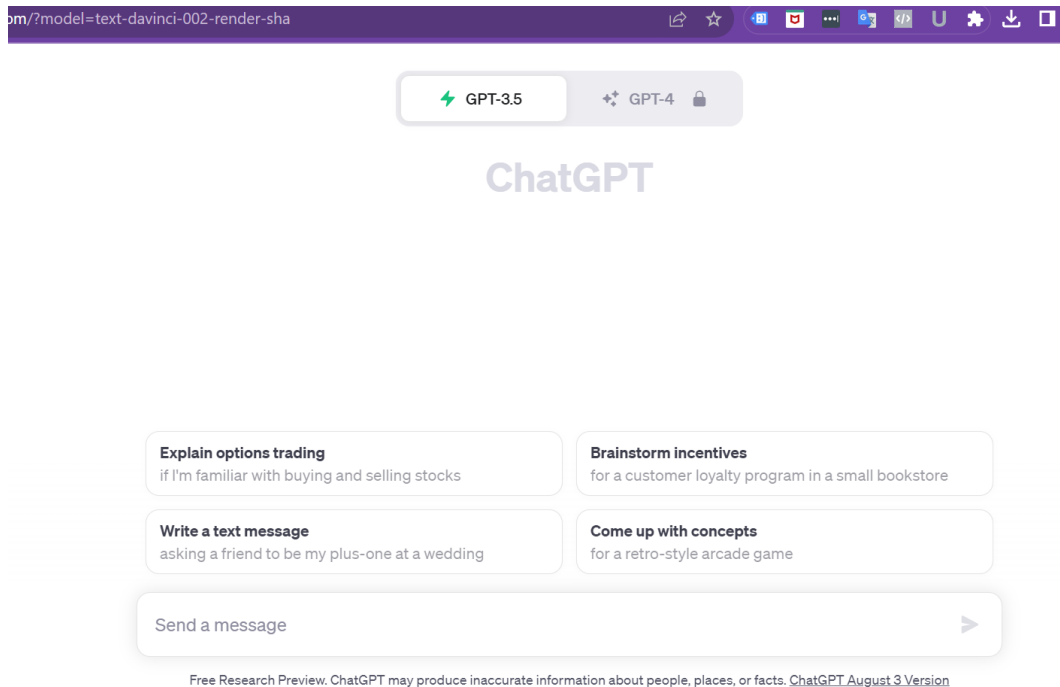 om/?model=text-davinci-002-render-sha
GPT-3.5
GPT-4
ChatGPT
Explain options trading
if I'm familiar with buying and selling stocks
Brainstorm incentives
for a customer loyalty program in a small bookstore
Write a text message
asking a friend to be my plus-one at a wedding
Come up with concepts
for a retro-style arcade game
Send a message
Free Research Preview. ChatGPT may produce inaccurate information about people, places, or facts. ChatGPT August 3 Version